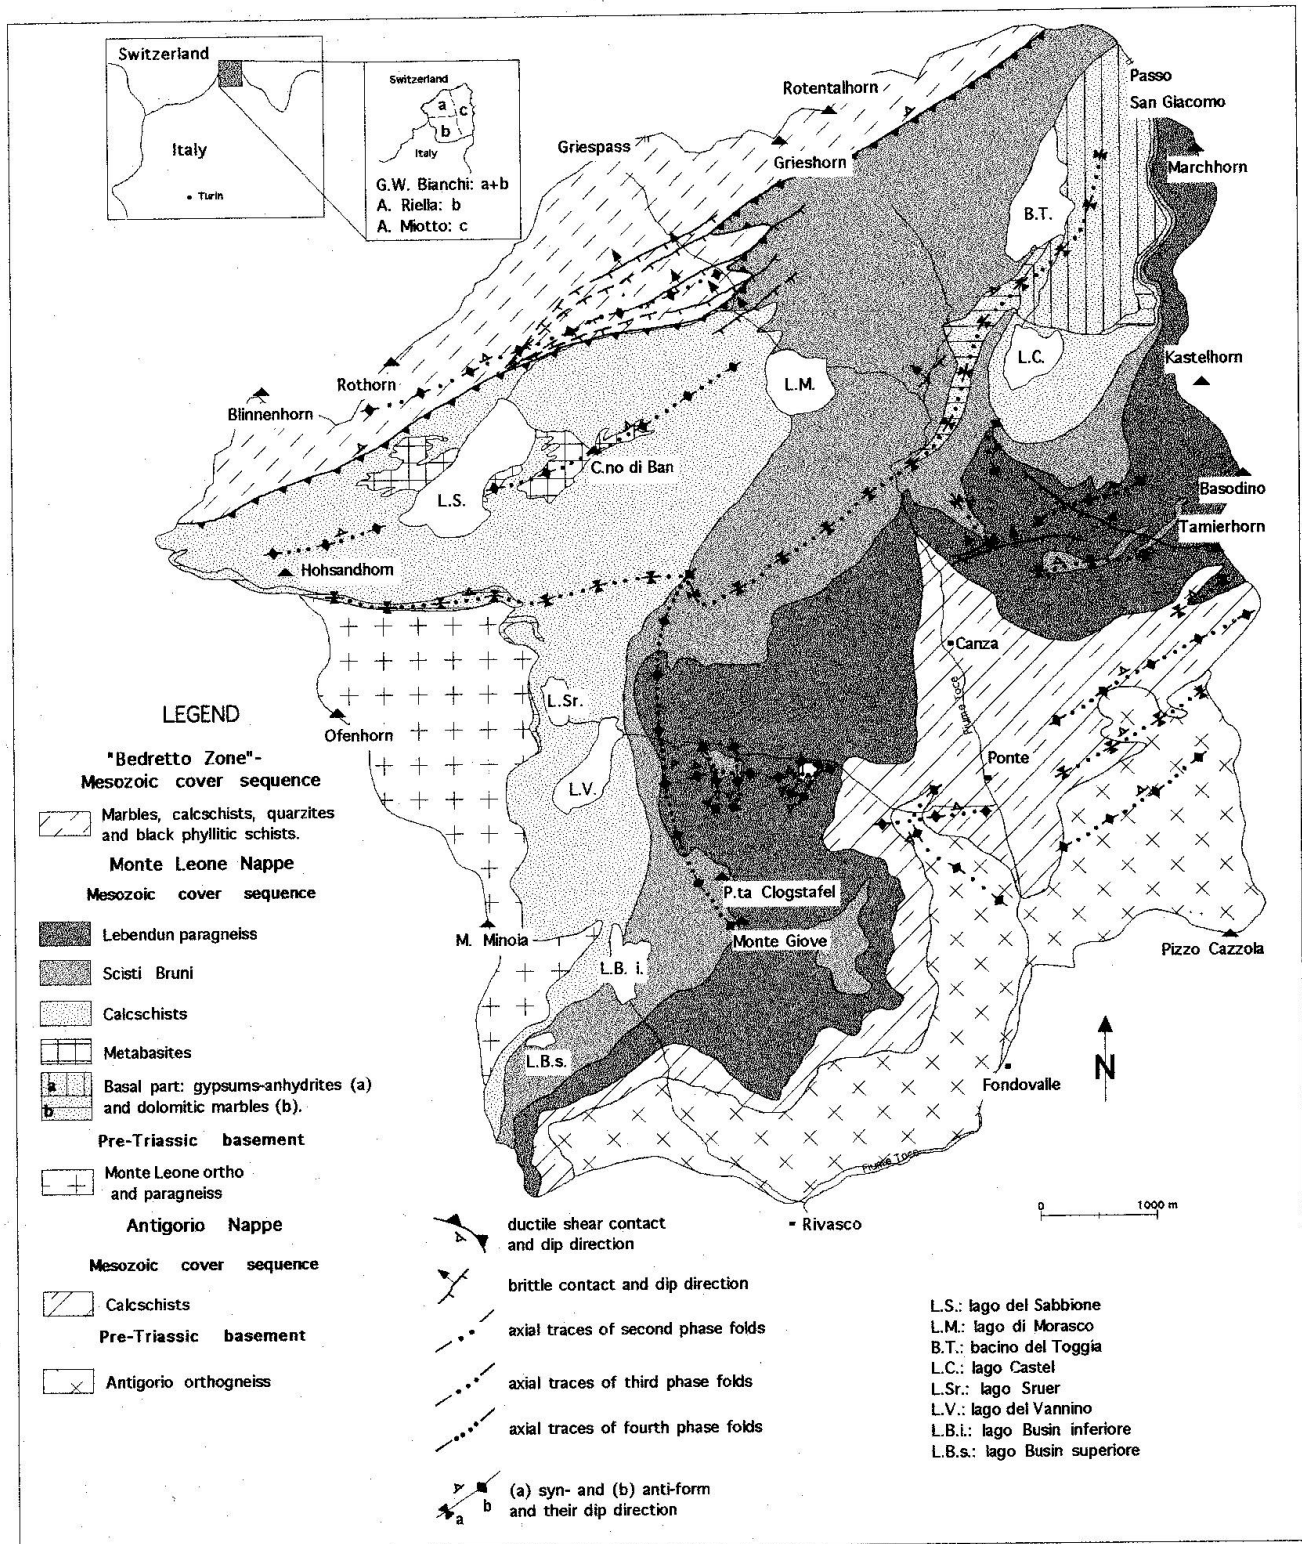 Switzerland
Italy
Turin
Switzerland
a
c
b
Italy
G.W. Bianchi: a+b
A. Riella: b
A. Miotto: c
Rotentalhorn
Griespass
Grieshorn
Passo
San Giacomo
Marchhorn
B.T.
L.C.
Kastelhorn
L.M.
Rothorn
Blinnenhorn
C.no di Ban
L.S.
Basodino
Tamierhorn
Hohsandhorn
Canza
Fiume Toce
L.Sr.
Ofenhorn
Ponte
L.V.
P.ta Clogstafel
M. Minoia
Monte Giove
Pizzo Cazzola
L.B. i.
L.B.s.
N
Fondovalle
Fiume Toce
Rivasco
0 1000 m
LEGEND
"Bedretto Zone"-
Mesozoic cover sequence
Marbles, calcschists, quarzites
and black phyllitic schists.
Monte Leone Nappe
Mesozoic cover sequence
Lebendun paragneiss
Scisti Bruni
Calcschists
Metabasites
a
b
Basal part: gypsums-anhydrites (a)
and dolomitic marbles (b).
Pre-Triassic basement
Monte Leone ortho
and paragneiss
Antigorio Nappe
Mesozoic cover sequence
Calcschists
Pre-Triassic basement
Antigorio orthogneiss
ductile shear contact
and dip direction
brittle contact and dip direction
axial traces of second phase folds
axial traces of third phase folds
axial traces of fourth phase folds
a
b
(a) syn- and (b) anti-form
and their dip direction
L.S.: lago del Sabbione
L.M.: lago di Morasco
B.T.: bacino del Toggia
L.C.: lago Castel
L.Sr.: lago Sruer
L.V.: lago del Vannino
L.B.i.: lago Busin inferiore
L.B.s.: lago Busin superiore